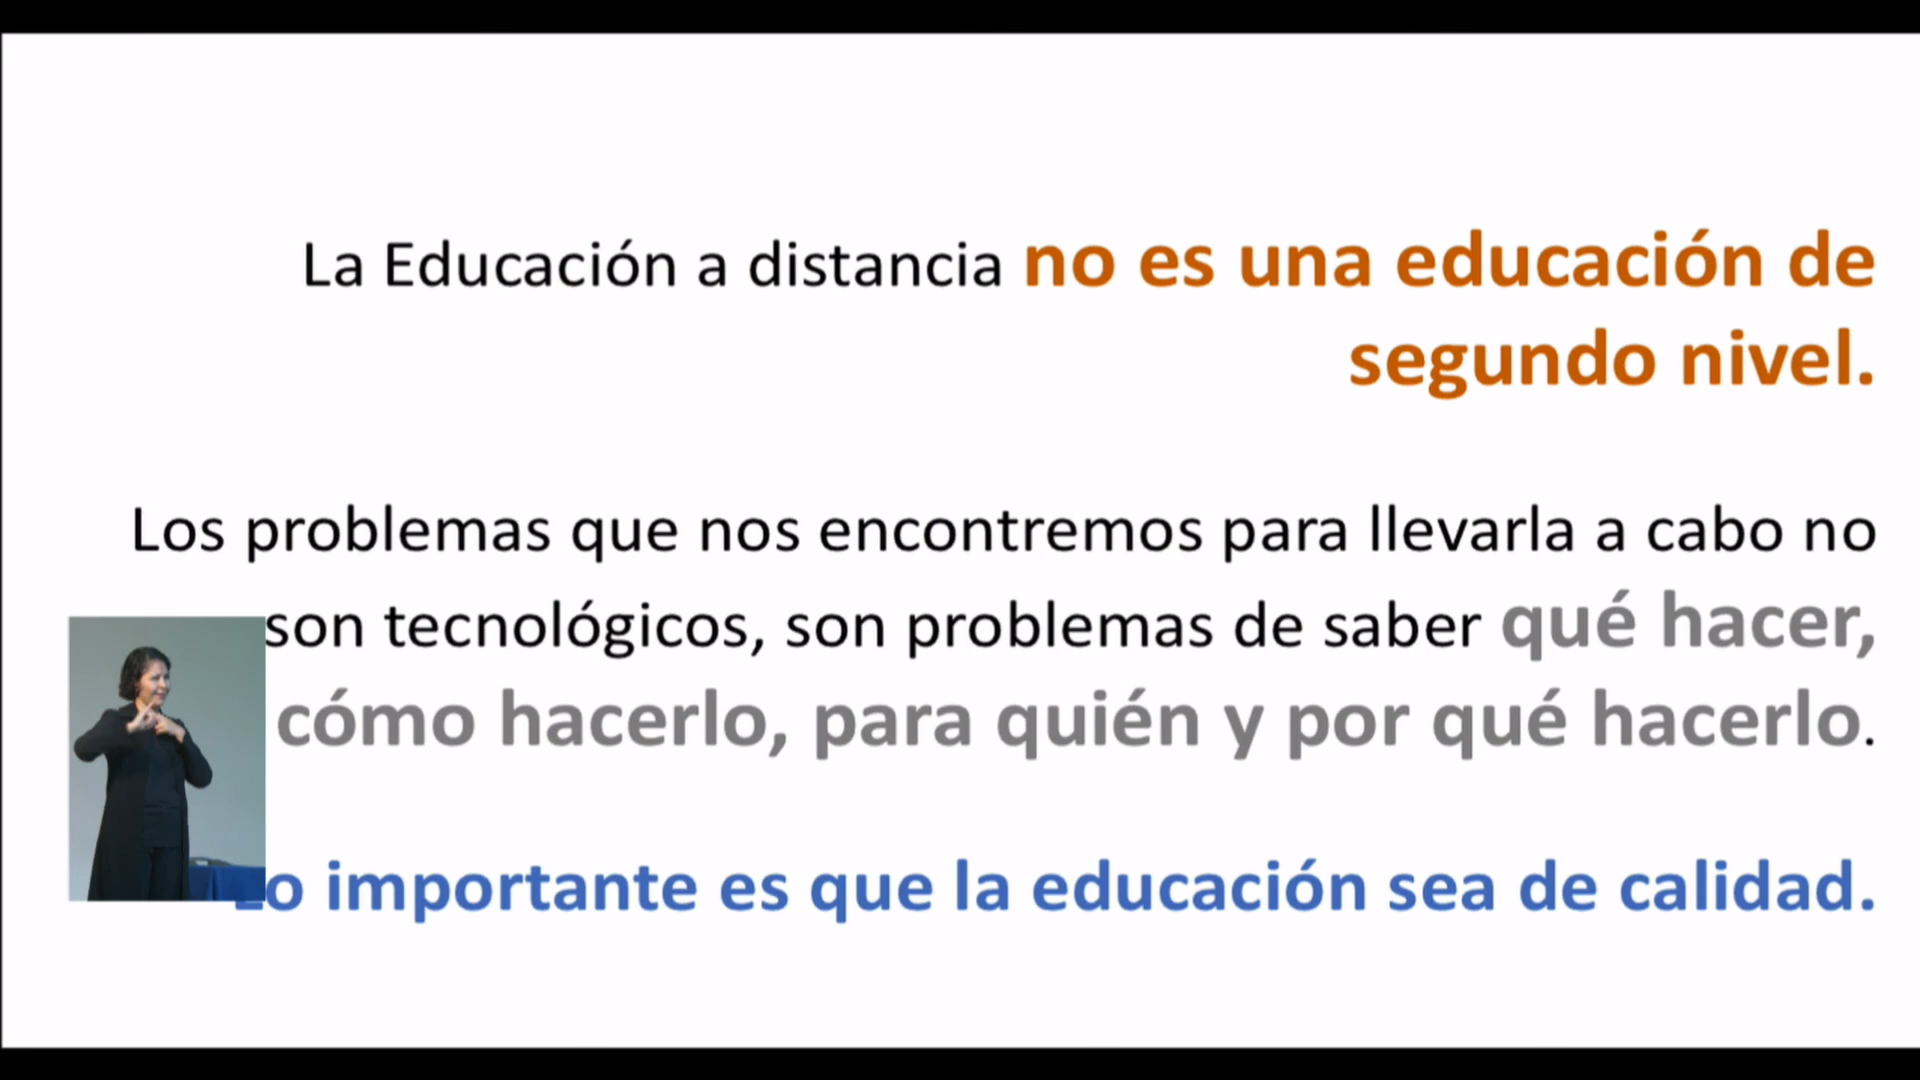 La Educación a distancia no es una educación de
segundo nivel.
Los problemas que nos encontremos para llevarla a cabo no
son tecnológicos, son problemas de saber qué hacer,
cómo hacerlo, para quién y por qué hacerlo.
Lo importante es que la educación sea de calidad.